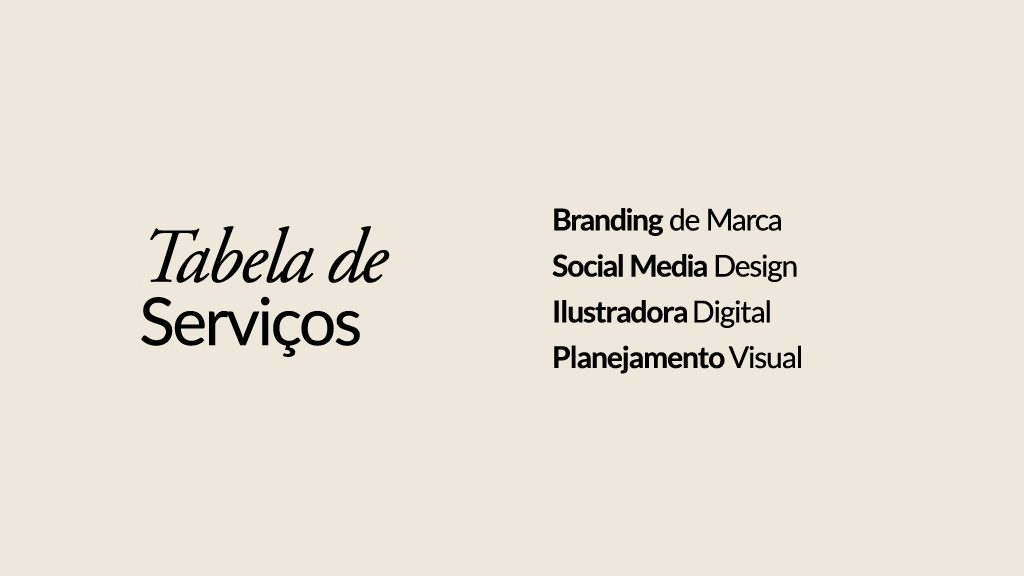 Tabela de
Serviços
Branding de Marca
Social Media Design
Ilustradora Digital
Planejamento Visual